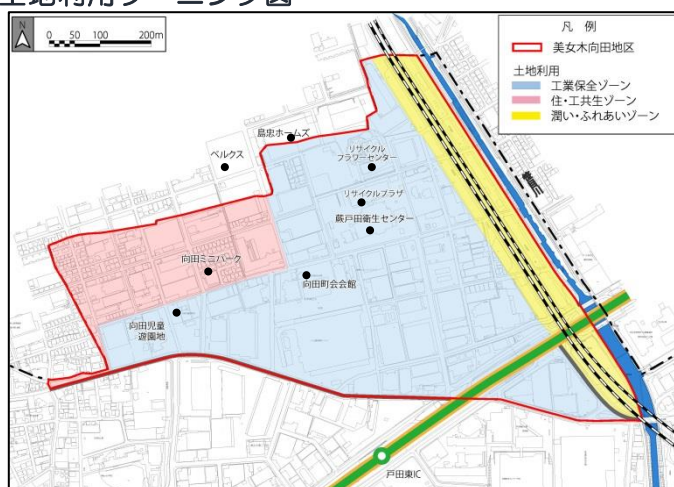 土地利用ゾーニング図
N
0 50 100 200m
凡 例
美女木向田地区
土地利用
工業保全ゾーン
住・工共生ゾーン
潤い・ふれあいゾーン
島忠ホームズ
ベルクス
リサイクル
フラワーセンター
リサイクルプラザ
蕨戸田衛生センター
向田ミニパーク
向田町会会館
向田児童
遊園地
戸田東IC